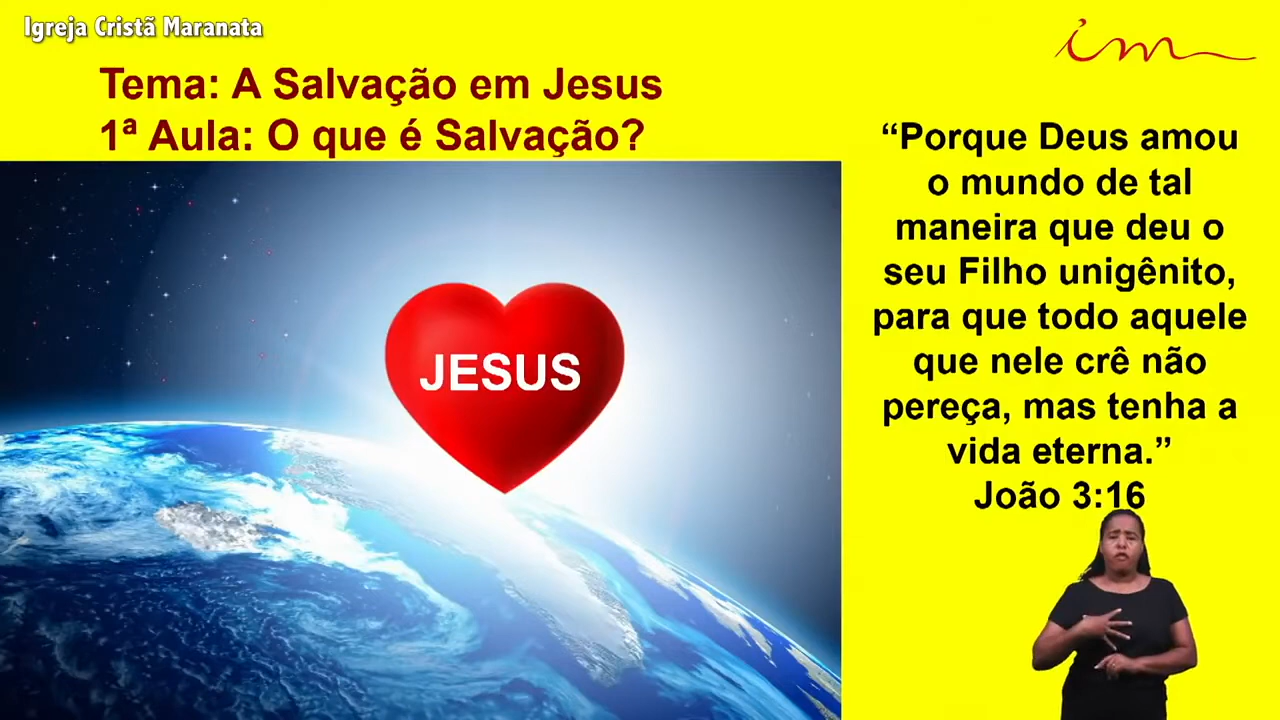 Igreja Cristã Maranata
im
Tema: A Salvação em Jesus
1ª Aula: O que é Salvação?
“Porque Deus amou
o mundo de tal
maneira que deu o
seu Filho unigênito,
para que todo aquele
que nele crê não
pereça, mas tenha a
vida eterna.”
João 3:16
JESUS